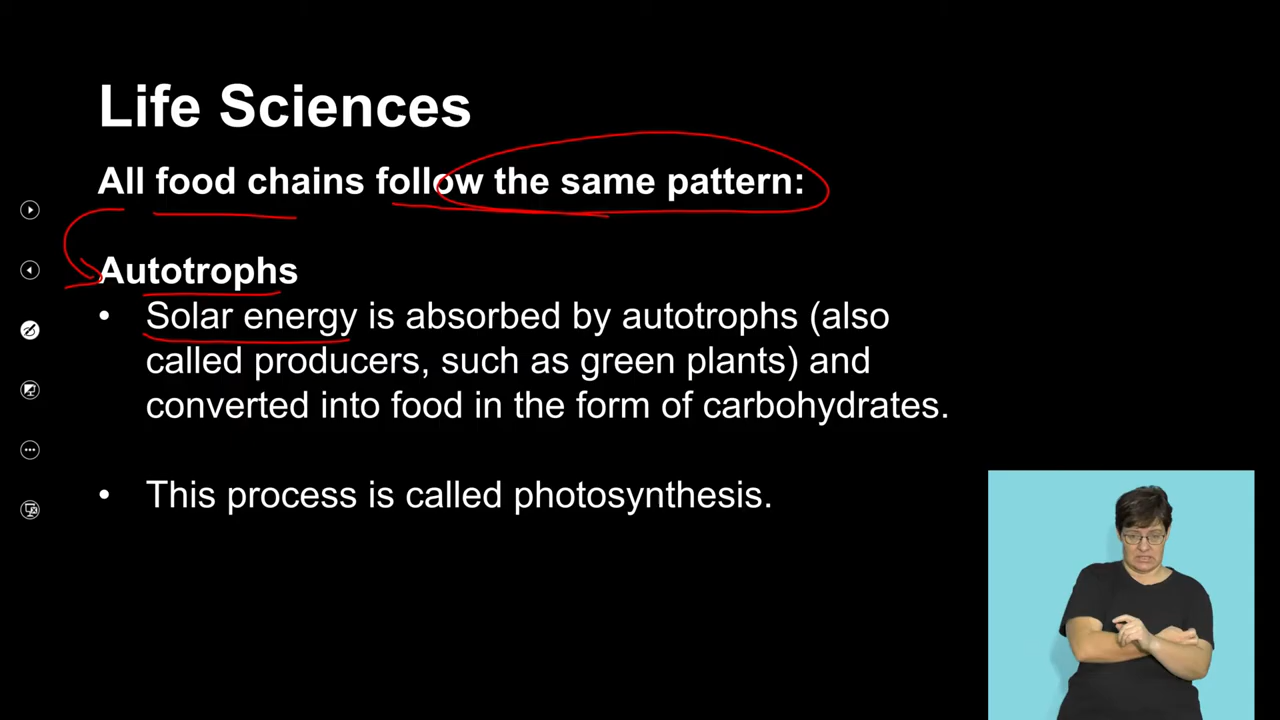 Life Sciences
All food chains follow the same pattern:
Autotrophs
• Solar energy is absorbed by autotrophs (also
called producers, such as green plants) and
converted into food in the form of carbohydrates.
• This process is called photosynthesis.